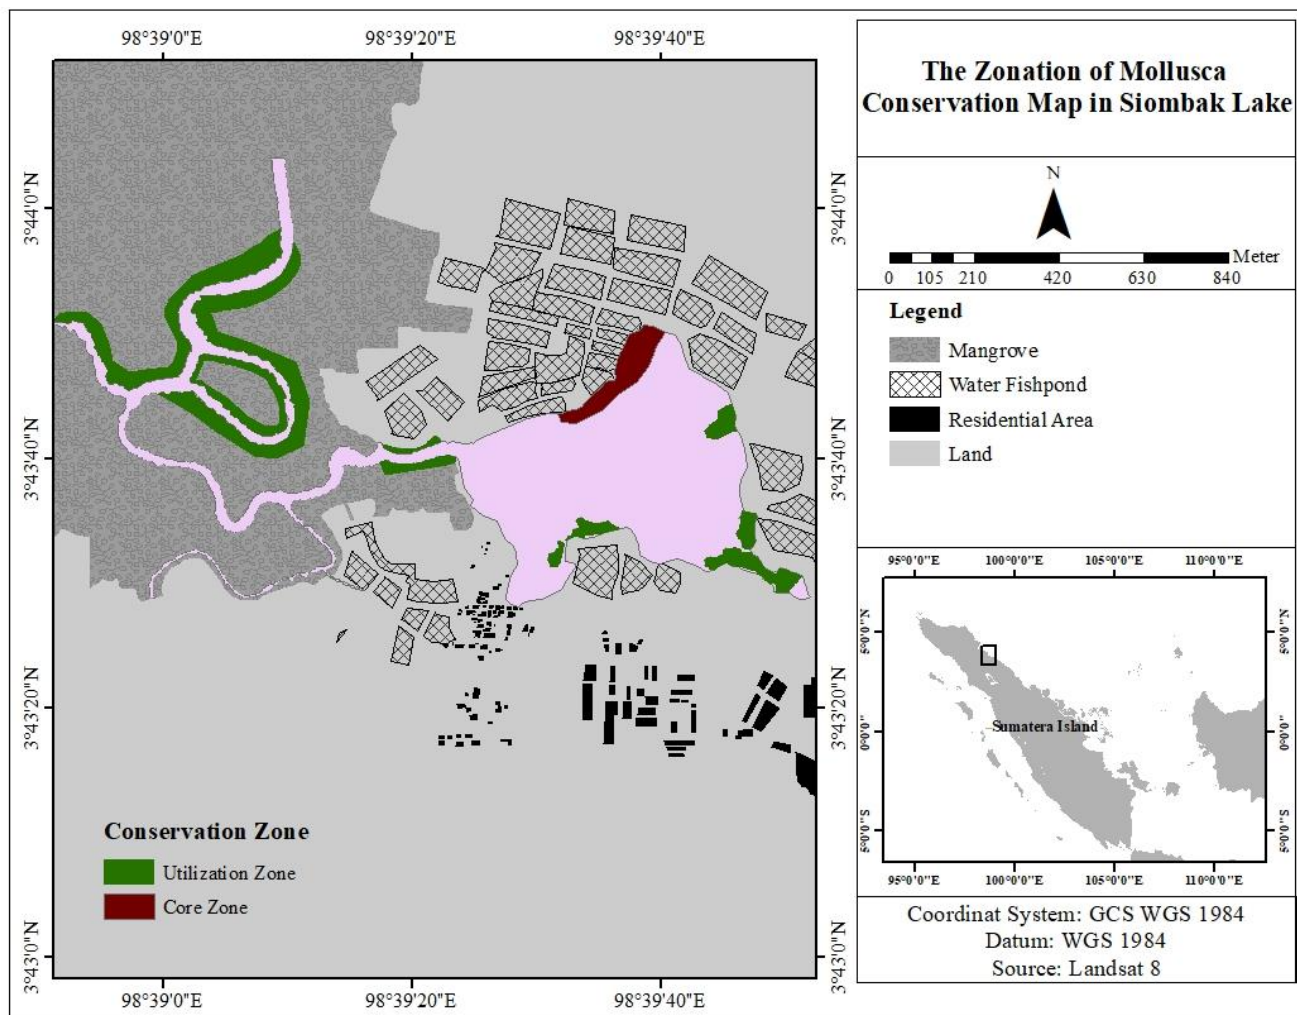 98°39'0"E 98°39'20"E 98°39'40"E
3°44'0"N
3°43'40"N
3°43'20"N
3°43'0"N
3°44'0"N
3°43'40"N
3°43'20"N
3°43'0"N
98°39'0"E 98°39'20"E 98°39'40"E
Conservation Zone
Utilization Zone
Core Zone
The Zonation of Mollusca
Conservation Map in Siombak Lake
N
Meter
0 105 210 420 630 840
Legend
Mangrove
Water Fishpond
Residential Area
Land
95°0'0"E 100°0'0"E 105°0'0"E 110°0'0"E
5°0'0"N
0°0'0"
5°0'0"S
Sumatera Island
5°0'0"N
0°0'0"
5°0'0"S
95°0'0"E 100°0'0"E 105°0'0"E 110°0'0"E
Coordinat System: GCS WGS 1984
Datum: WGS 1984
Source: Landsat 8